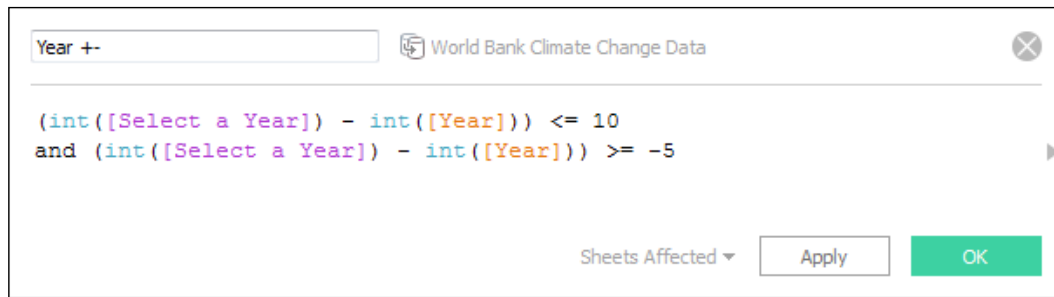 Year +-
World Bank Climate Change Data
(int([Select a Year]) - int([Year])) <= 10
and (int([Select a Year]) - int([Year])) >= -5
Sheets Affected
Apply
OK